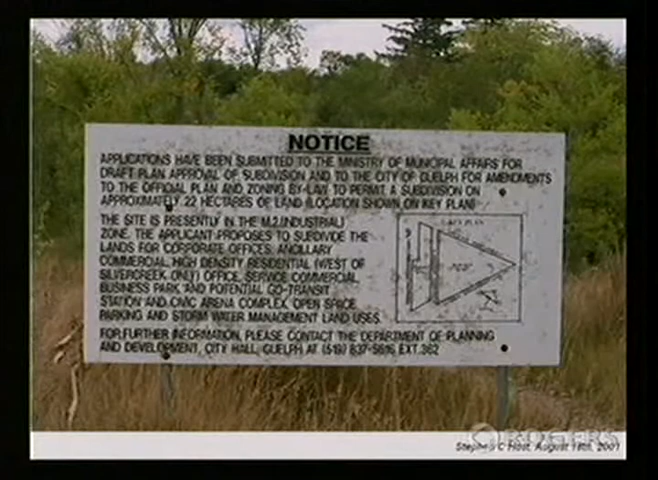 NOTICE
APPLICATIONS HAVE BEEN SUBMITTED TO THE MINISTRY OF MUNICIPAL AFFAIRS FOR
DRAFT PLAN APPROVAL OF SUBDIVISION AND TO THE CITY OF GUELPH FOR AMENDMENTS
TO THE OFFICIAL PLAN AND ZONING BY-LAW TO PERMIT A SUBDIVISION ON
APPROXIMATELY 22 HECTARES OF LAND (LOCATION SHOWN ON KEY PLAN)
THE SITE IS PRESENTLY IN THE M.2.(INDUSTRIAL)
ZONE. THE APPLICANT PROPOSES TO SUBDIVIDE THE
LANDS FOR CORPORATE OFFICES, ANCILLARY
COMMERCIAL, HIGH DENSITY RESIDENTIAL (WEST OF
SILVERCREEK ONLY) OFFICE, SERVICE COMMERCIAL,
BUSINESS PARK AND POTENTIAL GO-TRANSIT
STATION AND CIVIC ARENA COMPLEX, OPEN SPACE
PARKING AND STORM WATER MANAGEMENT LAND USES
KEY PLAN
FOR FURTHER INFORMATION, PLEASE CONTACT THE DEPARTMENT OF PLANNING
AND DEVELOPMENT, CITY HALL, GUELPH AT (519) 837-5616 EXT.362
Stephen C Host, August 18th, 2001
ROGERS